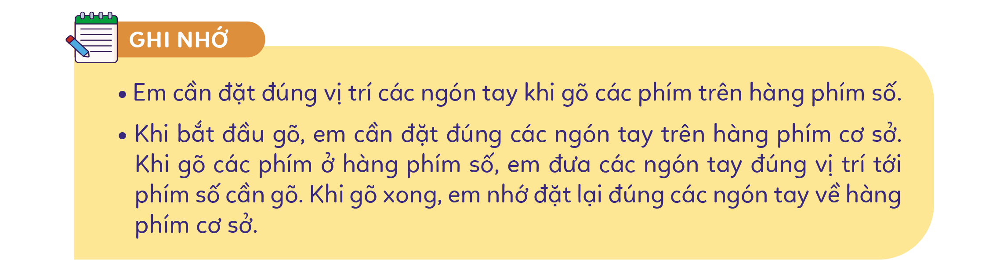 GHI NHỚ
• Em cần đặt đúng vị trí các ngón tay khi gõ các phím trên hàng phím số.
• Khi bắt đầu gõ, em cần đặt đúng các ngón tay trên hàng phím cơ sở.
Khi gõ các phím ở hàng phím số, em đưa các ngón tay đúng vị trí tới
phím số cần gõ. Khi gõ xong, em nhớ đặt lại đúng các ngón tay về hàng
phím cơ sở.